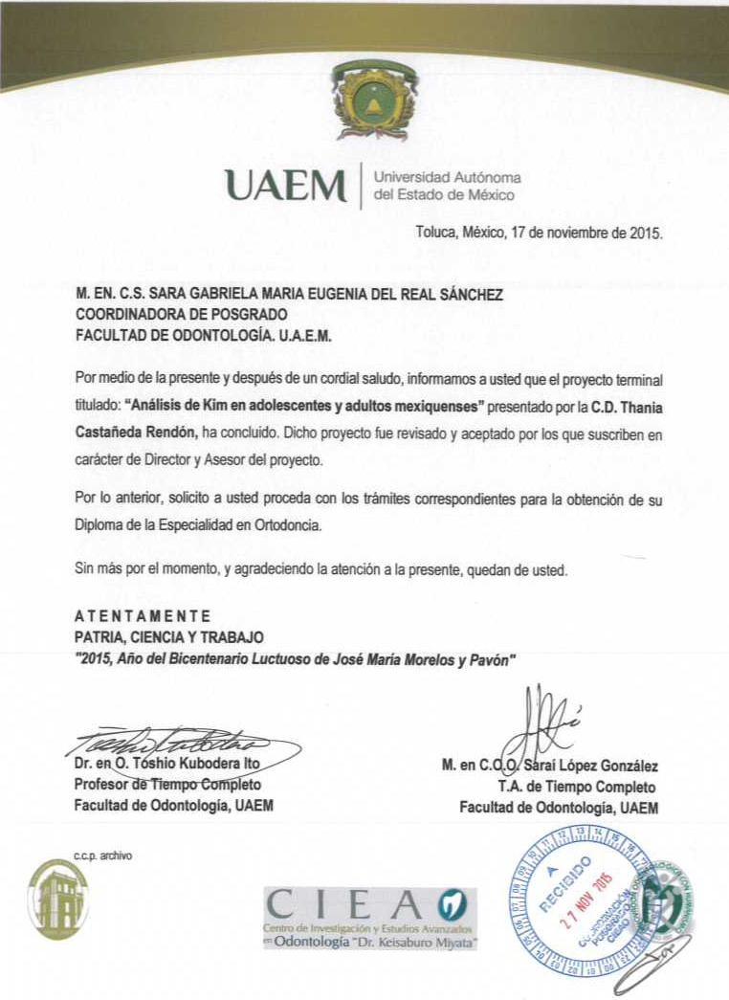 UAEM
Universidad Autónoma
del Estado de México
Toluca, México, 17 de noviembre de 2015.
M. EN. C.S. SARA GABRIELA MARIA EUGENIA DEL REAL SÁNCHEZ
COORDINADORA DE POSGRADO
FACULTAD DE ODONTOLOGÍA. U.A.E.M.
Por medio de la presente y después de un cordial saludo, informamos a usted que el proyecto terminal
titulado: “Análisis de Kim en adolescentes y adultos mexiquenses” presentado por la C.D. Thania
Castañeda Rendón, ha concluido. Dicho proyecto fue revisado y aceptado por los que suscriben en
carácter de Director y Asesor del proyecto.
Por lo anterior, solicito a usted proceda con los trámites correspondientes para la obtención de su
Diploma de la Especialidad en Ortodoncia.
Sin más por el momento, y agradeciendo la atención a la presente, quedan de usted.
A T E N T A M E N T E
PATRIA, CIENCIA Y TRABAJO
"2015, Año del Bicentenario Luctuoso de José María Morelos y Pavón"
Toshio Kubodera
Dr. en O. Toshio Kubodera Ito
Profesor de Tiempo Completo
Facultad de Odontología, UAEM
M. en C.O.O. Sarai López González
T.A. de Tiempo Completo
Facultad de Odontología, UAEM
c.c.p. archivo
CIEAO
Centro de Investigación y Estudios Avanzados
en Odontología "Dr. Keisaburo Miyata"
A
RECIBIDO
27 NOV 2015
COORDINACIÓN
POSGRADO
CIEAO